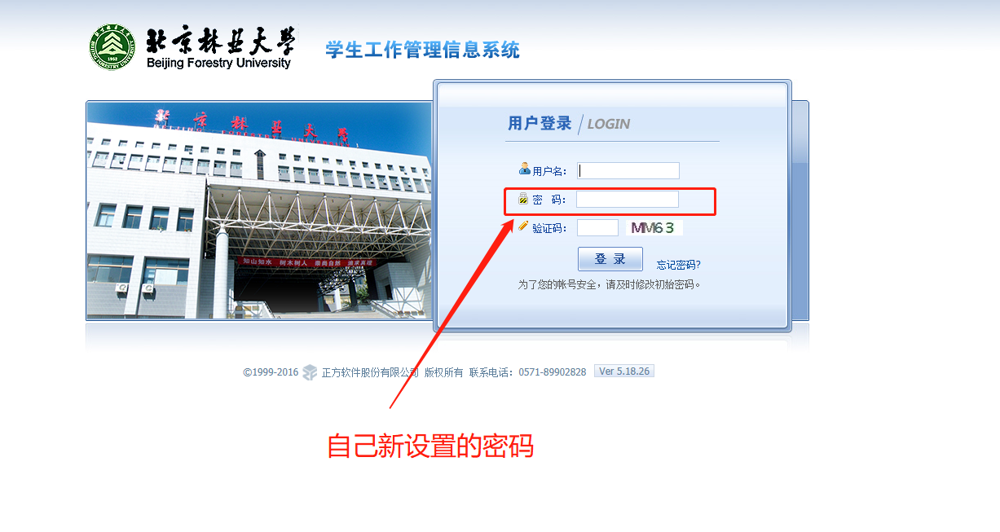 北京林业大学
Beijing Forestry University
学生工作管理信息系统
北京林业大学
BEIJING FORESTRY UNIVERSITY
知山知水 树木树人 崇尚自然 追求真理
用户登录 / LOGIN
用户名:
密 码:
验证码: MM63
登 录 忘记密码?
为了您的帐号安全，请及时修改初始密码。
©1999-2016 正方软件股份有限公司 版权所有 联系电话：0571-89902828 Ver 5.18.26
自己新设置的密码